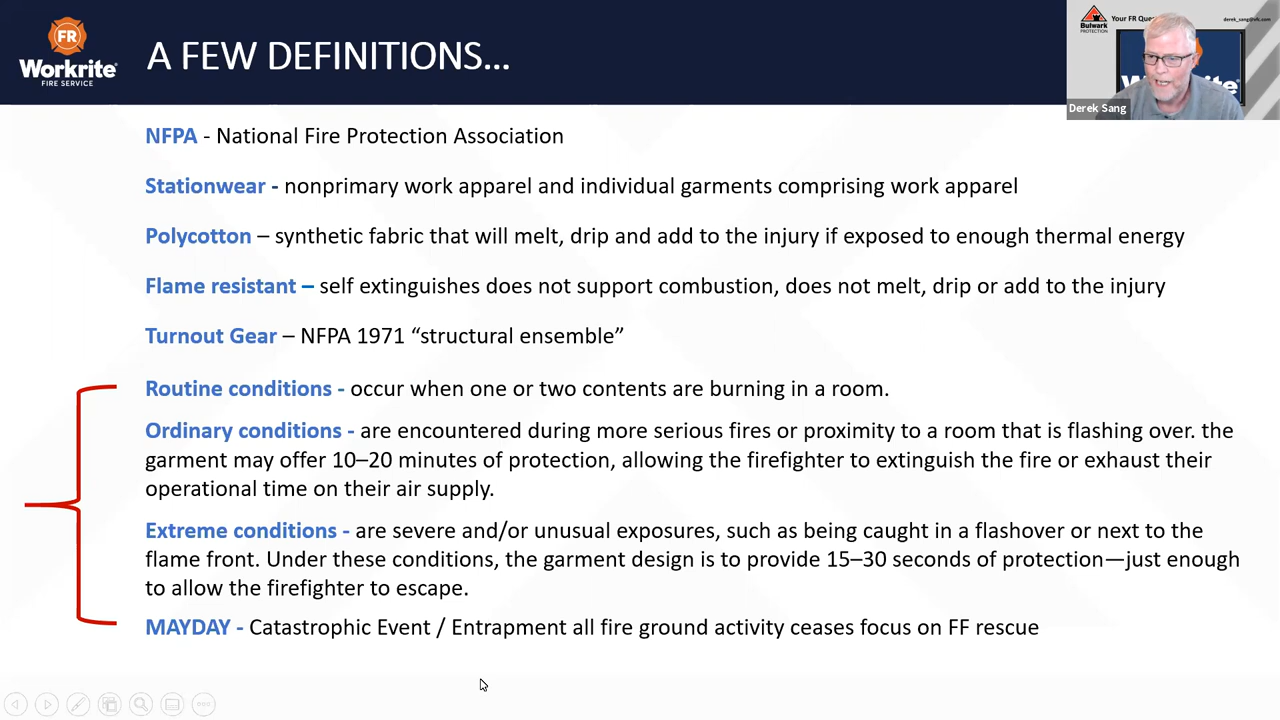 FR
Workrite
FIRE SERVICE
A FEW DEFINITIONS...
Bulwark
PROTECTION
Your FR Que
derek_sang@vfc.com
W
Derek Sang
NFPA - National Fire Protection Association
Stationwear - nonprimary work apparel and individual garments comprising work apparel
Polycotton – synthetic fabric that will melt, drip and add to the injury if exposed to enough thermal energy
Flame resistant – self extinguishes does not support combustion, does not melt, drip or add to the injury
Turnout Gear – NFPA 1971 “structural ensemble”
Routine conditions - occur when one or two contents are burning in a room.
Ordinary conditions - are encountered during more serious fires or proximity to a room that is flashing over. the
garment may offer 10–20 minutes of protection, allowing the firefighter to extinguish the fire or exhaust their
operational time on their air supply.
Extreme conditions - are severe and/or unusual exposures, such as being caught in a flashover or next to the
flame front. Under these conditions, the garment design is to provide 15–30 seconds of protection—just enough
to allow the firefighter to escape.
MAYDAY - Catastrophic Event / Entrapment all fire ground activity ceases focus on FF rescue